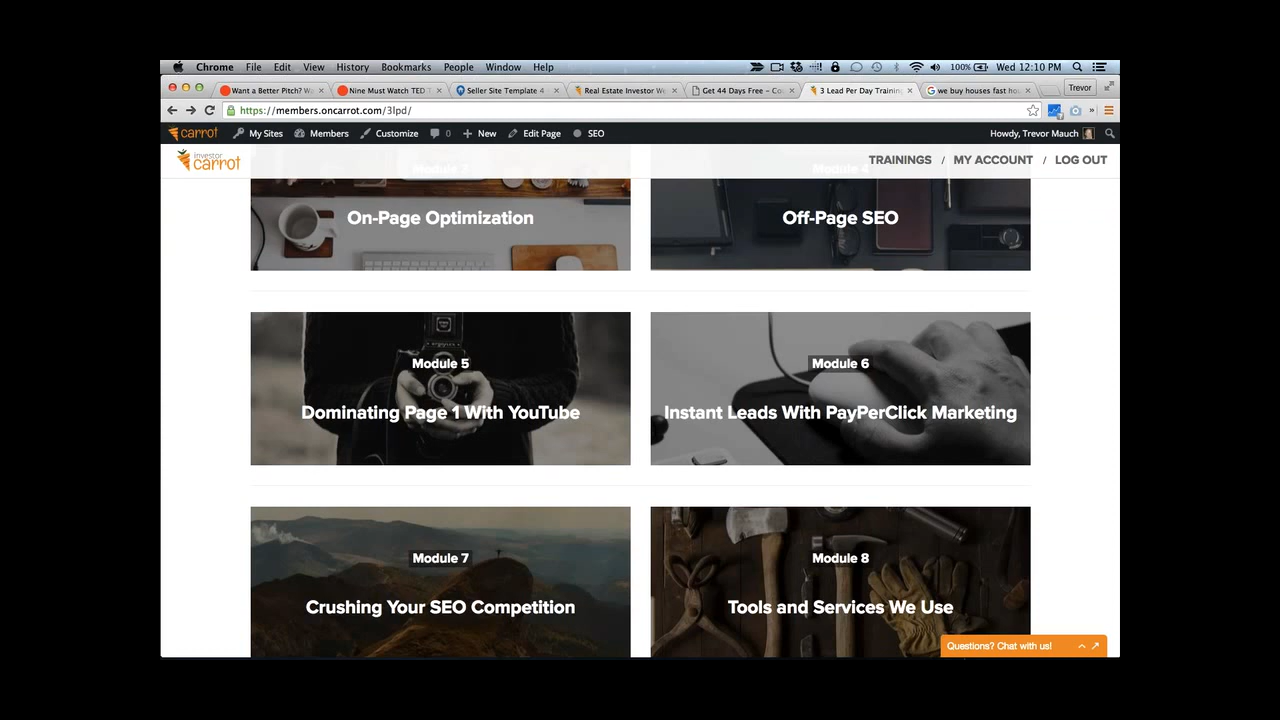 Chrome File Edit View History Bookmarks People Window Help 100% Wed 12:10 PM
Want a Better Pitch? Nine Must Watch TED T Seller Site Template 4 Real Estate Investor We Get 44 Days Free – Co 3 Lead Per Day Training we buy houses fast hou Trevor
https://members.oncarrot.com/3lpd/ »
carrot My Sites Members Customize 0 New Edit Page SEO Howdy, Trevor Mauch
investor
carrot TRAININGS / MY ACCOUNT / LOG OUT
On-Page Optimization Off-Page SEO
Module 5 Module 6
Dominating Page 1 With YouTube Instant Leads With PayPerClick Marketing
Module 7 Module 8
Crushing Your SEO Competition Tools and Services We Use
Questions? Chat with us!